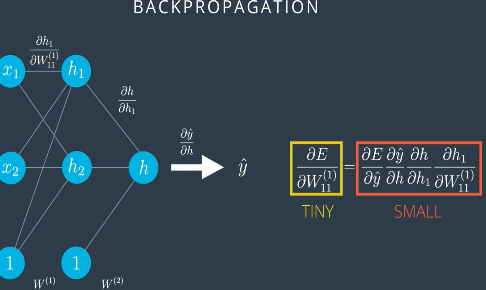 BACKPROPAGATION
∂h₁/∂W₁₁⁽¹⁾
x₁ h₁
∂h/∂h₁
∂ŷ/∂h
x₂ h₂ h ŷ
∂E/∂W₁₁⁽¹⁾ = ∂E/∂ŷ ∂ŷ/∂h ∂h/∂h₁ ∂h₁/∂W₁₁⁽¹⁾
TINY SMALL
1 1
W⁽¹⁾ W⁽²⁾